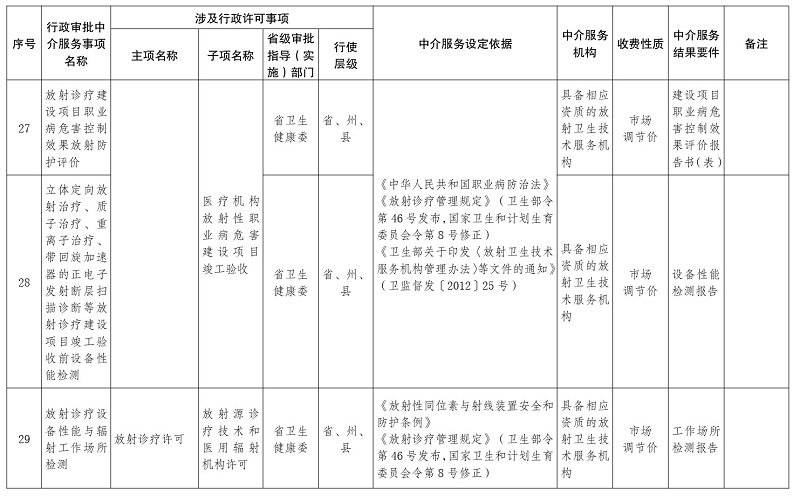 序号
行政审批中
介服务事项
名称
涉及行政许可事项
主项名称
子项名称
省级审批
指导（实
施）部门
行使
层级
中介服务设定依据
中介服务
机构
收费性质
中介服务
结果要件
备注
27
放射诊疗建
设项目职业
病危害控制
效果放射防
护评价
省卫生
健康委
省、州、
县
具备相应
资质的放
射卫生技
术服务机
构
市场
调节价
建设项目
职业病危
害控制效
果评价报
告书（表）
医疗机构
放射性职
业病危害
建设项目
竣工验收
《中华人民共和国职业病防治法》
《放射诊疗管理规定》（卫生部令
第46号发布，国家卫生和计划生育
委员会令第8号修正）
《卫生部关于印发〈放射卫生技术
服务机构管理办法〉等文件的通知》
（卫监督发〔2012〕25号）
28
立体定向放
射治疗、质
子治疗、重
离子治疗、
带回旋加速
器的正电子
发射断层扫
描诊断等放
射诊疗建设
项目竣工验
收前设备性
能检测
省卫生
健康委
省、州、
县
具备相应
资质的放
射卫生技
术服务机
构
市场
调节价
设备性能
检测报告
29
放射诊疗设
备性能与辐
射工作场所
检测
放射诊疗许可
放射源诊
疗技术和
医用辐射
机构许可
省卫生
健康委
省、州、
县
《放射性同位素与射线装置安全和
防护条例》
《放射诊疗管理规定》（卫生部令
第46号发布，国家卫生和计划生育
委员会令第8号修正）
具备相应
资质的放
射卫生技
术服务机
构
市场
调节价
工作场所
检测报告